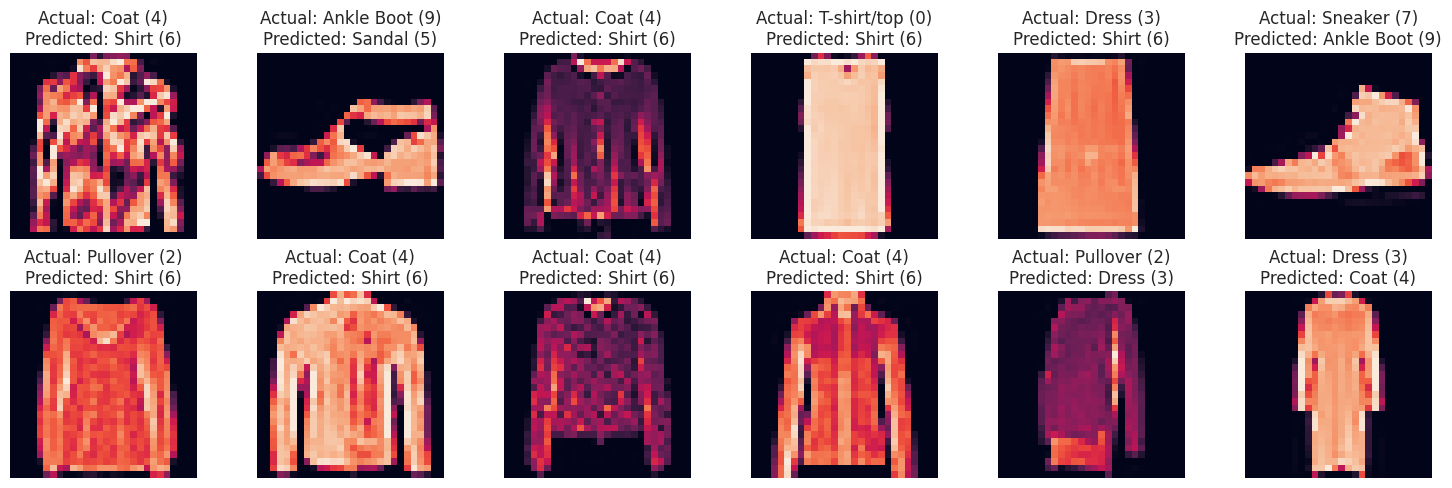 Actual: Coat (4)
Predicted: Shirt (6)
Actual: Ankle Boot (9)
Predicted: Sandal (5)
Actual: Coat (4)
Predicted: Shirt (6)
Actual: T-shirt/top (0)
Predicted: Shirt (6)
Actual: Dress (3)
Predicted: Shirt (6)
Actual: Sneaker (7)
Predicted: Ankle Boot (9)
Actual: Pullover (2)
Predicted: Shirt (6)
Actual: Coat (4)
Predicted: Shirt (6)
Actual: Coat (4)
Predicted: Shirt (6)
Actual: Coat (4)
Predicted: Shirt (6)
Actual: Pullover (2)
Predicted: Dress (3)
Actual: Dress (3)
Predicted: Coat (4)